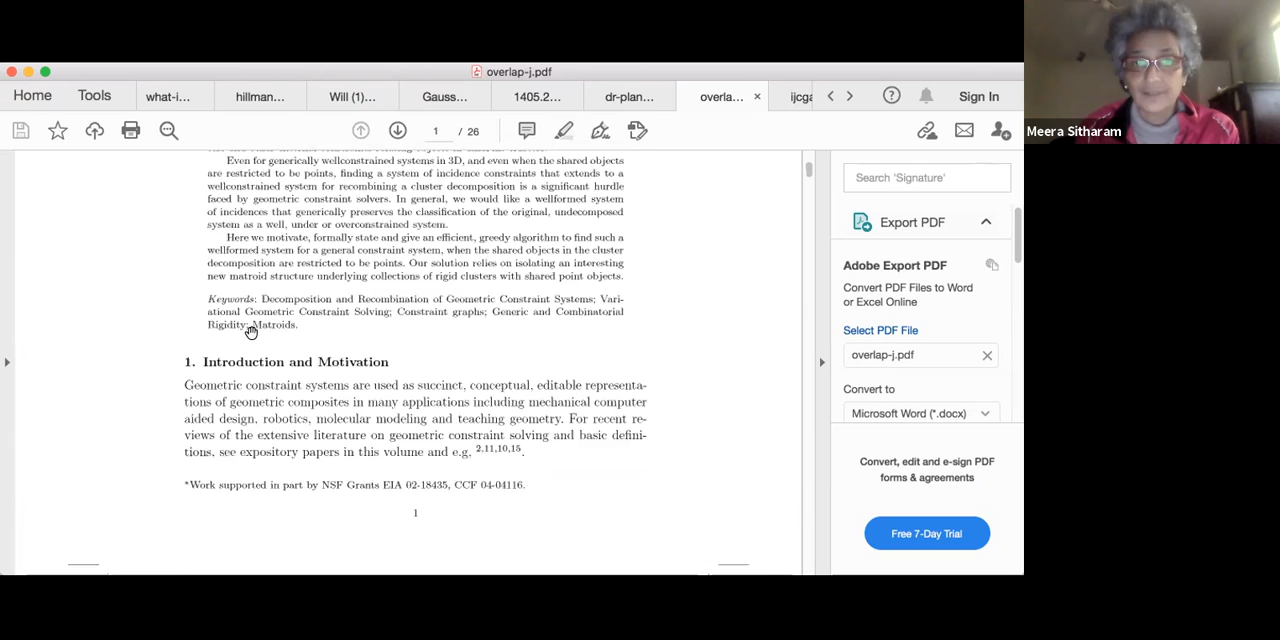 overlap-j.pdf
Home Tools what-i... hillman... Will (1)... Gauss... 1405.2... dr-plan... overla... × ijcga Sign In
1 / 26
Even for generically wellconstrained systems in 3D, and even when the shared objects
are restricted to be points, finding a system of incidence constraints that extends to a
wellconstrained system for recombining a cluster decomposition is a significant hurdle
faced by geometric constraint solvers. In general, we would like a wellformed system
of incidences that generically preserves the classification of the original, undecomposed
system as a well, under or overconstrained system.
Here we motivate, formally state and give an efficient, greedy algorithm to find such a
wellformed system for a general constraint system, when the shared objects in the cluster
decomposition are restricted to be points. Our solution relies on isolating an interesting
new matroid structure underlying collections of rigid clusters with shared point objects.
Keywords: Decomposition and Recombination of Geometric Constraint Systems; Vari-
ational Geometric Constraint Solving; Constraint graphs; Generic and Combinatorial
Rigidity; Matroids.
1. Introduction and Motivation
Geometric constraint systems are used as succinct, conceptual, editable representa-
tions of geometric composites in many applications including mechanical computer
aided design, robotics, molecular modeling and teaching geometry. For recent re-
views of the extensive literature on geometric constraint solving and basic defini-
tions, see expository papers in this volume and e.g, 2,11,10,15.
*Work supported in part by NSF Grants EIA 02-18435, CCF 04-04116.
1
Search 'Signature'
Export PDF
Adobe Export PDF
Convert PDF Files to Word
or Excel Online
Select PDF File
overlap-j.pdf
Convert to
Microsoft Word (*.docx)
Convert, edit and e-sign PDF
forms & agreements
Free 7-Day Trial
Meera Sitharam